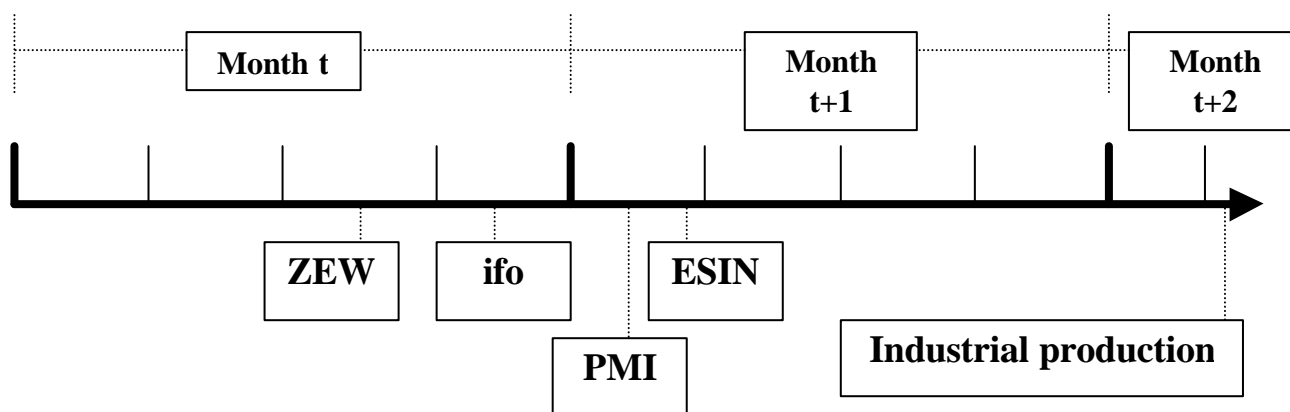 Month t
Month
t+1
Month
t+2
ZEW
ifo
ESIN
PMI
Industrial production